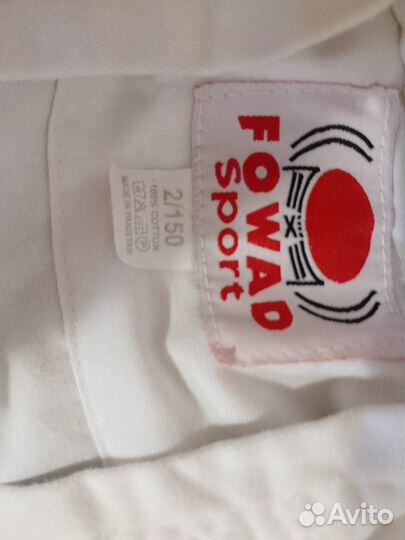 FOWAD
Sport
2/150
100% COTTON
MADE IN PAKISTAN
Avito